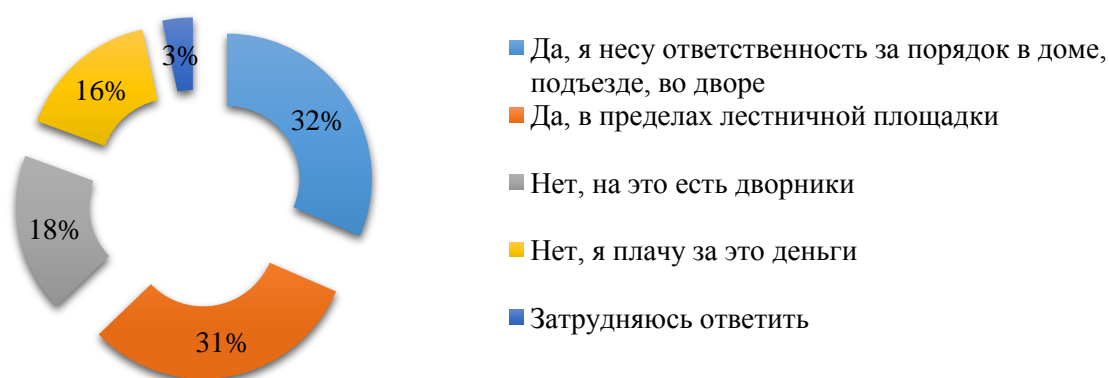 3%
16%
32%
18%
31%
Да, я несу ответственность за порядок в доме,
подъезде, во дворе
Да, в пределах лестничной площадки
Нет, на это есть дворники
Нет, я плачу за это деньги
Затрудняюсь ответить